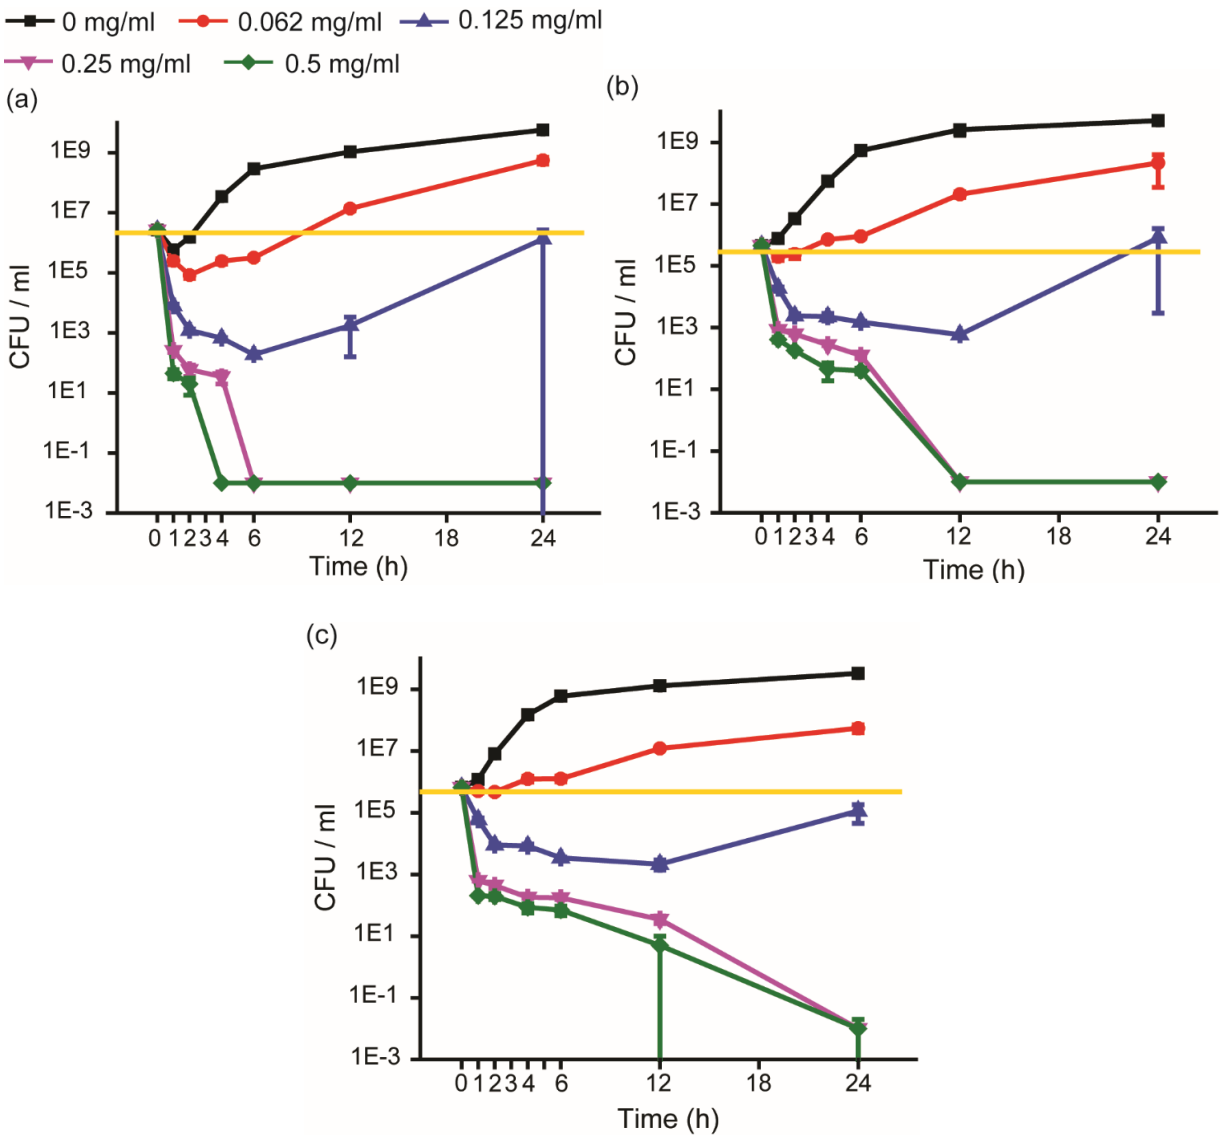 0 mg/ml 0.062 mg/ml 0.125 mg/ml
0.25 mg/ml 0.5 mg/ml
(a)
1E9
1E7
1E5
1E3
1E1
1E-1
1E-3
CFU / ml
0 1 2 3 4 6 12 18 24
Time (h)
(b)
1E9
1E7
1E5
1E3
1E1
1E-1
1E-3
CFU / ml
0 1 2 3 4 6 12 18 24
Time (h)
(c)
1E9
1E7
1E5
1E3
1E1
1E-1
1E-3
CFU / ml
0 1 2 3 4 6 12 18 24
Time (h)